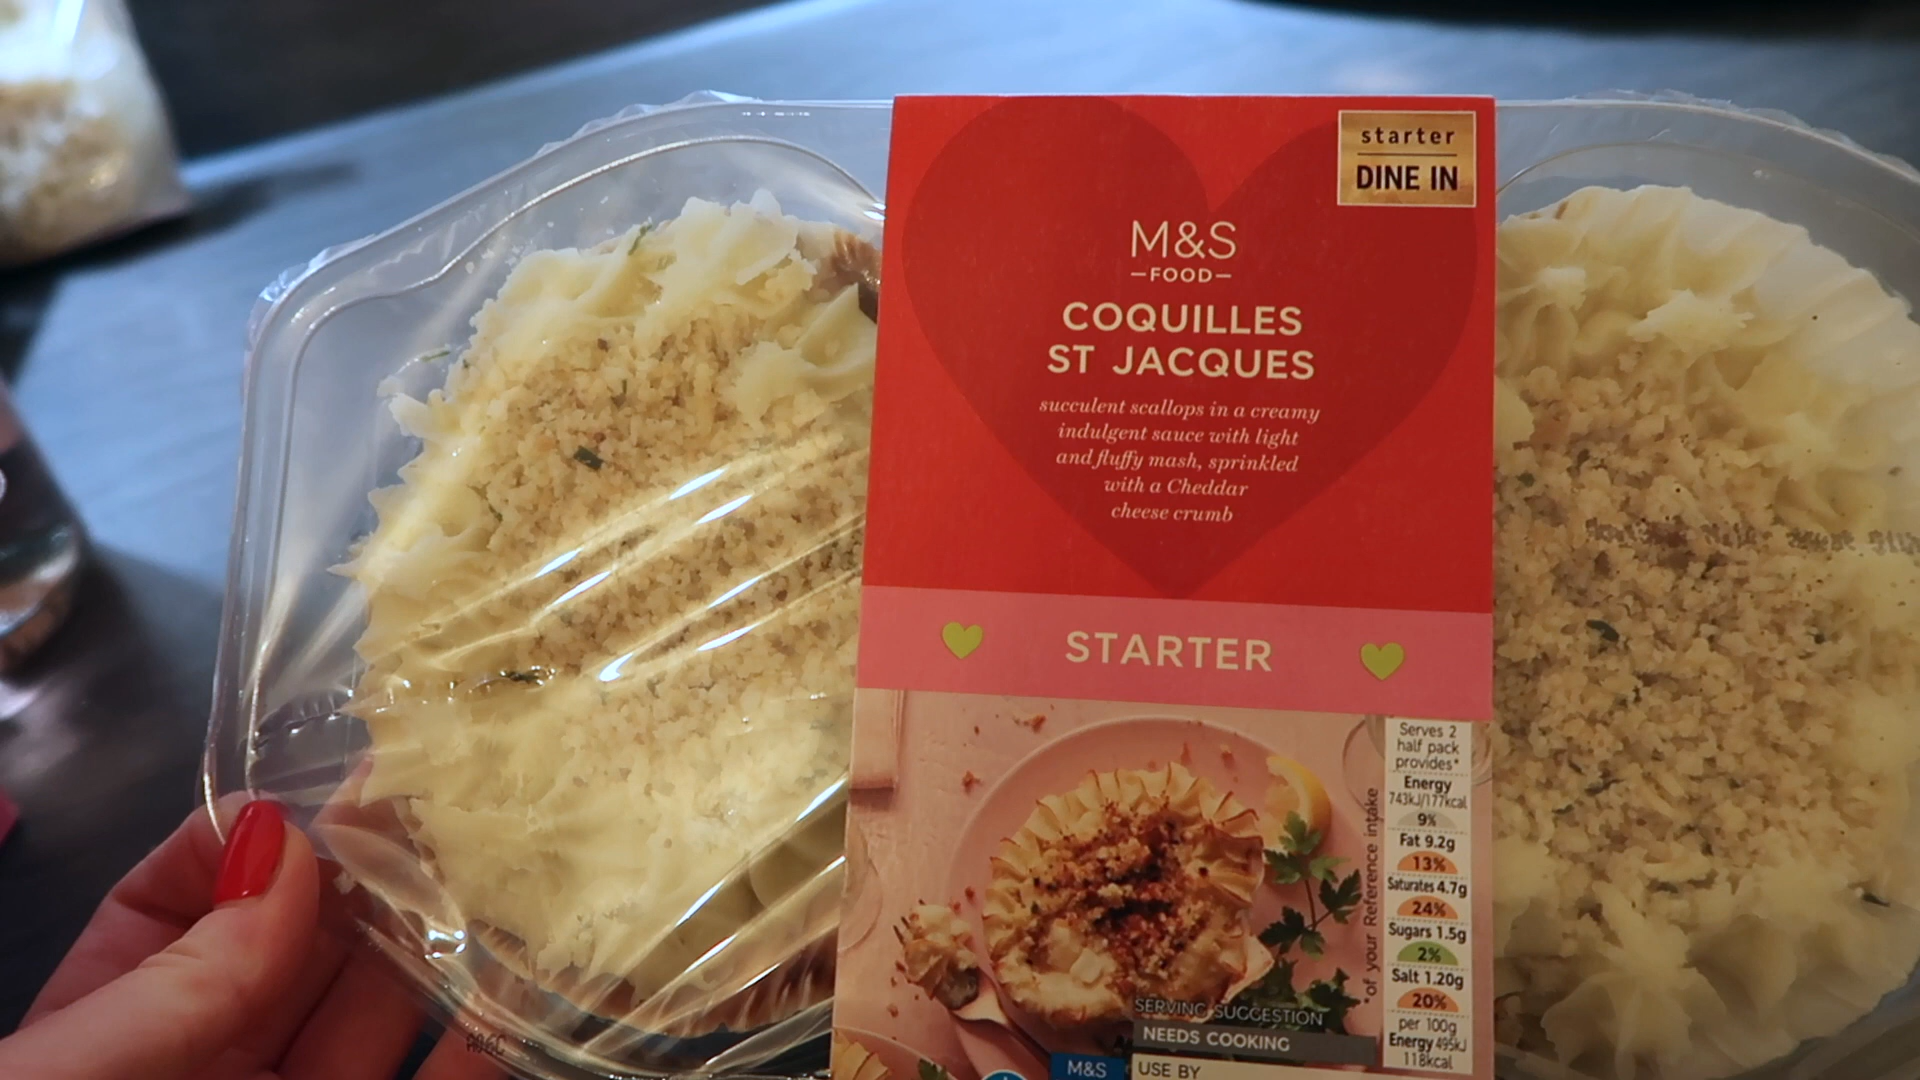 starter
DINE IN
M&S
FOOD
COQUILLES
ST JACQUES
succulent scallops in a creamy
indulgent sauce with light
and fluffy mash, sprinkled
with a Cheddar
cheese crumb
STARTER
Serves 2
half pack
provides*
Energy
743kJ/177kcal
9%
Fat 9.2g
13%
Saturates 4.7g
24%
Sugars 1.5g
2%
Salt 1.20g
20%
*of your Reference intake
per 100g
Energy 495kJ
118kcal
SERVING SUGGESTION
NEEDS COOKING
M&S
USE BY